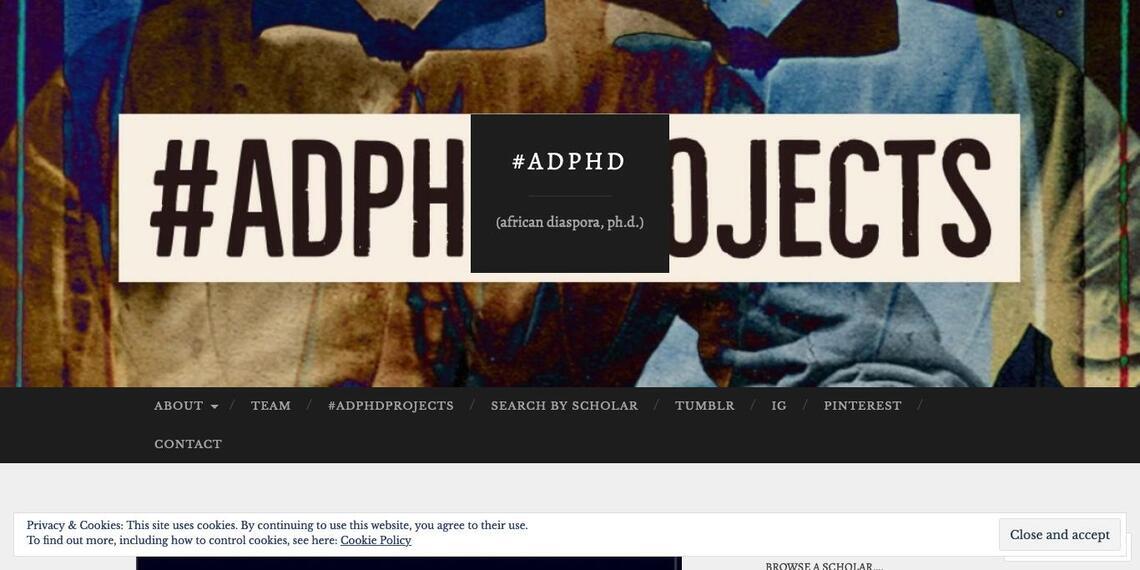 #ADPH
OJECTS
#ADPHD
(african diaspora, ph.d.)
ABOUT / TEAM / #ADPHDPROJECTS / SEARCH BY SCHOLAR / TUMBLR / IG / PINTEREST /
CONTACT
Privacy & Cookies: This site uses cookies. By continuing to use this website, you agree to their use.
To find out more, including how to control cookies, see here: Cookie Policy
Close and accept
BROWSE A SCHOLAR....